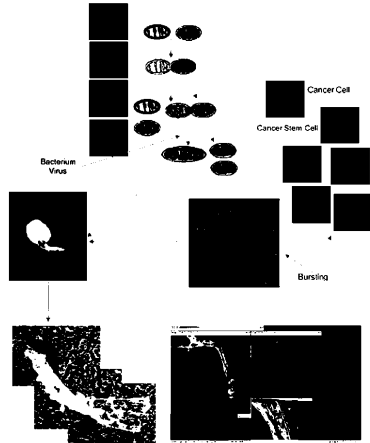 Cancer Cell
Cancer Stem Cell
Bacterium
Virus
Bursting